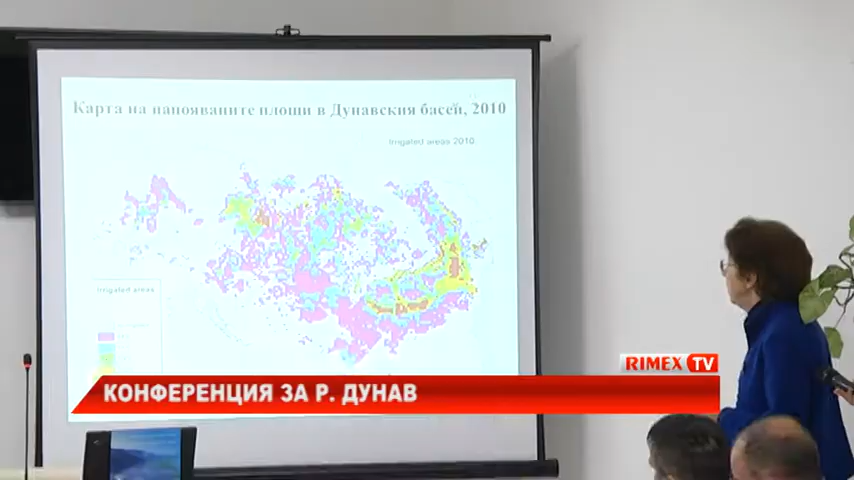 Карта на напояваните площи в Дунавския басейн, 2010
Irrigated areas 2010
Irrigated areas
RIMEX TV
КОНФЕРЕНЦИЯ ЗА Р. ДУНАВ